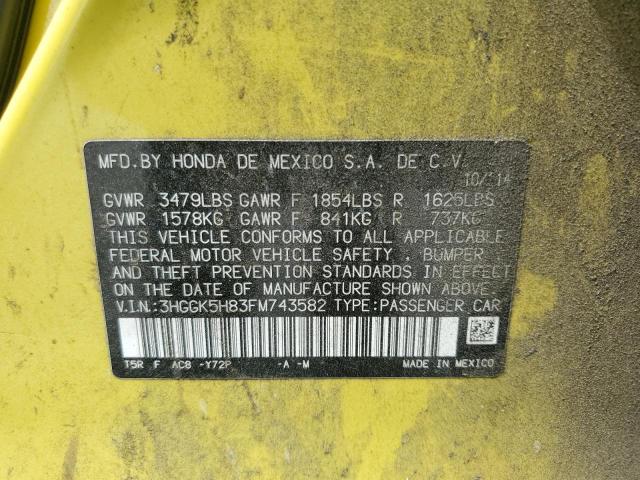 MFD.BY HONDA DE MEXICO S.A. DE C.V.
10/'14
GVWR 3479LBS GAWR F 1854LBS R 1625LBS
GVWR 1578KG GAWR F 841KG R 737KG
THIS VEHICLE CONFORMS TO ALL APPLICABLE
FEDERAL MOTOR VEHICLE SAFETY, BUMPER
AND THEFT PREVENTION STANDARDS IN EFFECT
ON THE DATE OF MANUFACTURE SHOWN ABOVE.
V.I.N.:3HGGK5H83FM743582 TYPE:PASSENGER CAR
T5R F AC8 -Y72P -A -M MADE IN MEXICO